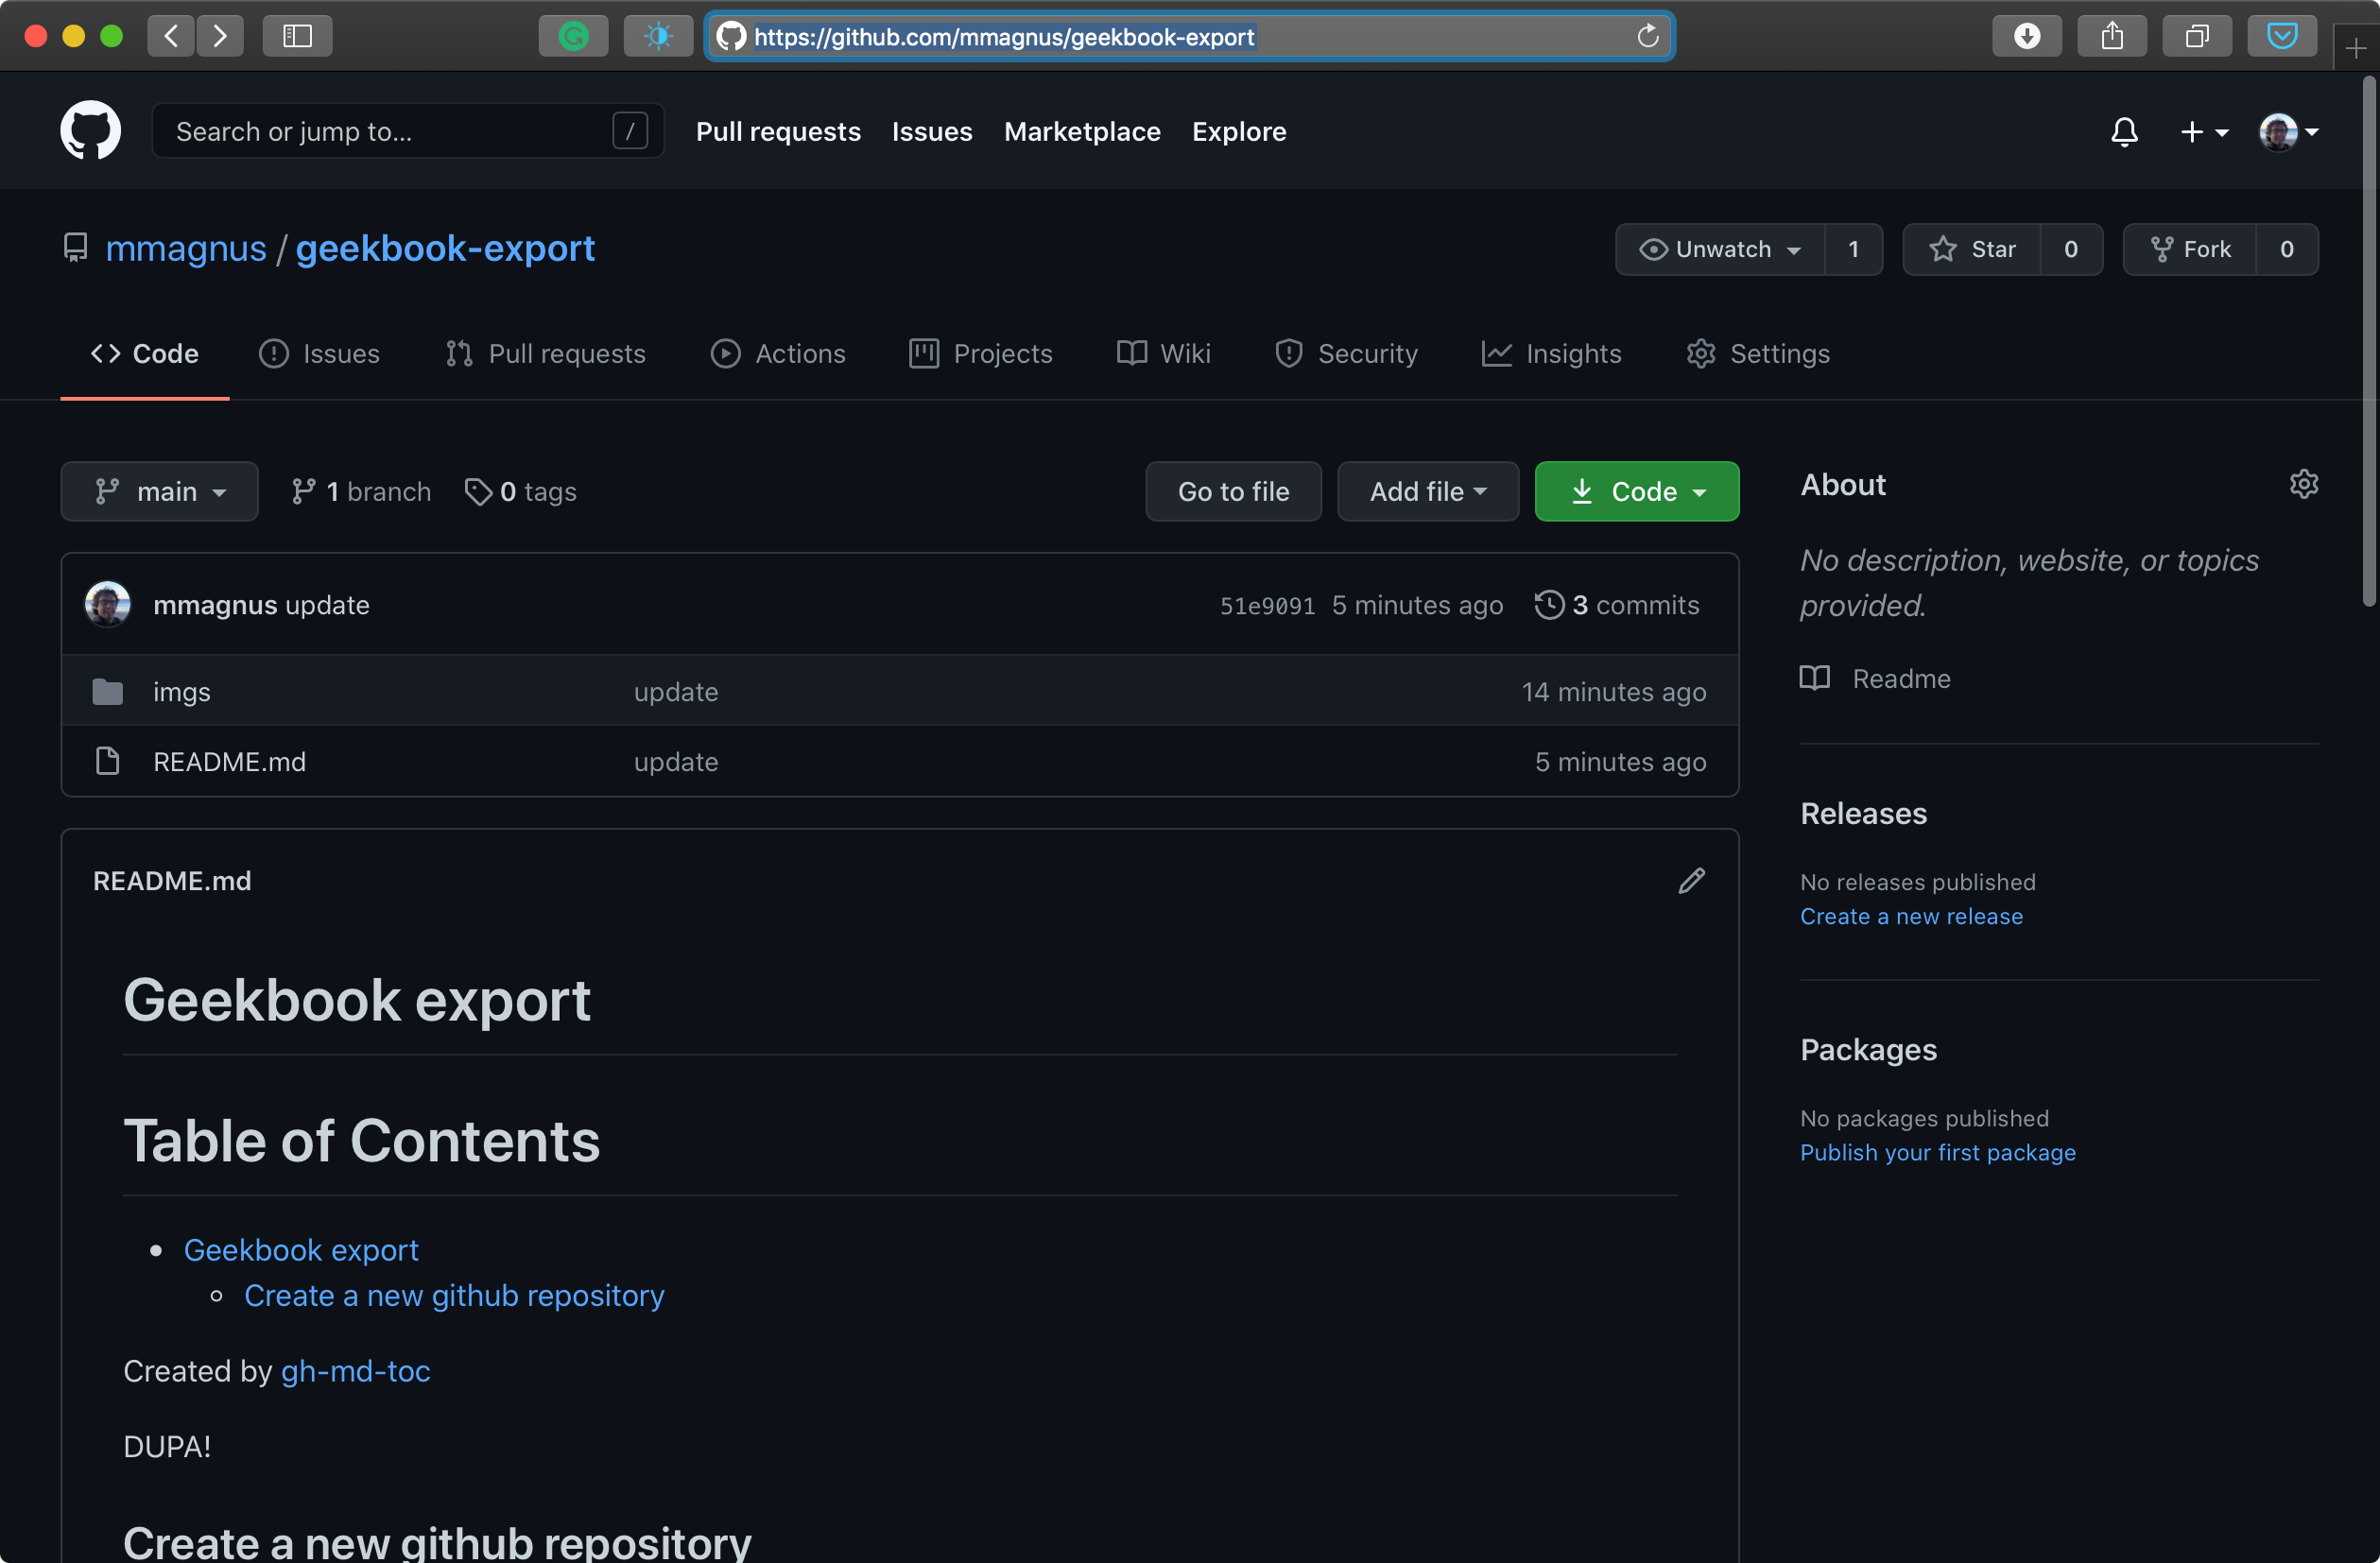 https://github.com/mmagnus/geekbook-export
Search or jump to... /
Pull requests Issues Marketplace Explore
mmagnus / geekbook-export
Unwatch 1 Star 0 Fork 0
Code Issues Pull requests Actions Projects Wiki Security Insights Settings
main 1 branch 0 tags Go to file Add file Code
About
No description, website, or topics
provided.
Readme
mmagnus update 51e9091 5 minutes ago 3 commits
imgs update 14 minutes ago
README.md update 5 minutes ago
Releases
No releases published
Create a new release
Packages
No packages published
Publish your first package
README.md
Geekbook export
Table of Contents
Geekbook export
Create a new github repository
Created by gh-md-toc
DUPA!
Create a new github repository